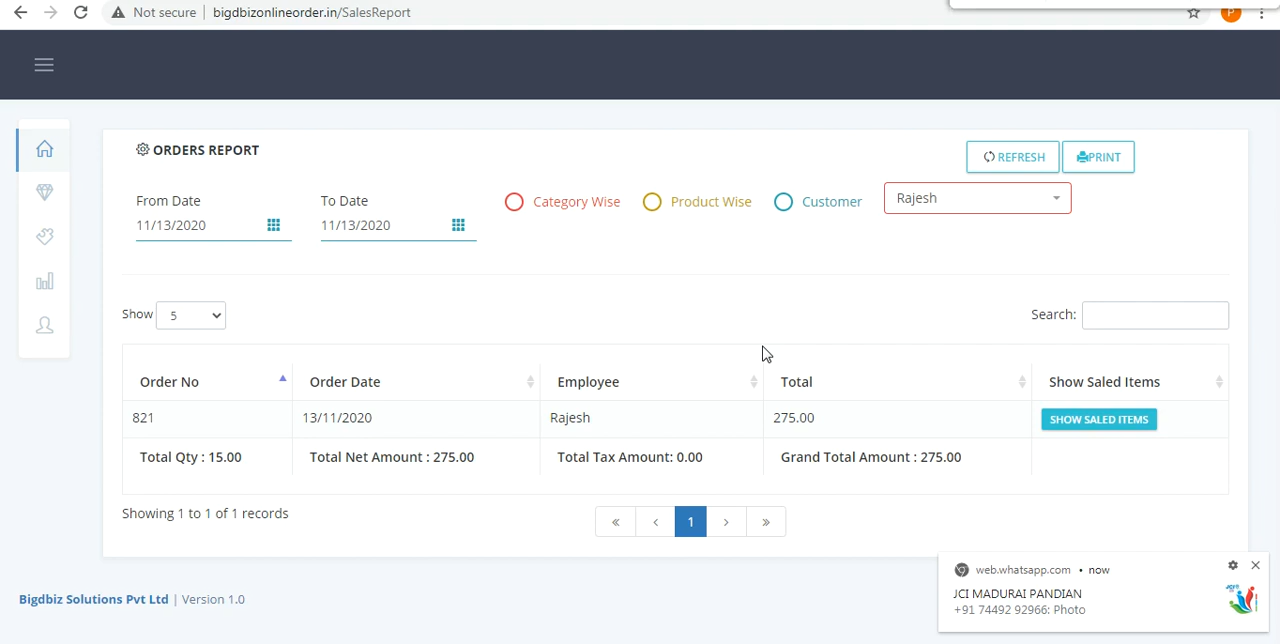 Not secure | bigdbizonlineorder.in/SalesReport
P
ORDERS REPORT
REFRESH
PRINT
From Date
To Date
11/13/2020
11/13/2020
Category Wise
Product Wise
Customer
Rajesh
Show 5
Search:
Order No Order Date Employee Total Show Saled Items
821 13/11/2020 Rajesh 275.00 SHOW SALED ITEMS
Total Qty : 15.00 Total Net Amount : 275.00 Total Tax Amount: 0.00 Grand Total Amount : 275.00
Showing 1 to 1 of 1 records
« ‹ 1 › »
web.whatsapp.com • now
JCI MADURAI PANDIAN
+91 74492 92966: Photo
Bigdbiz Solutions Pvt Ltd | Version 1.0